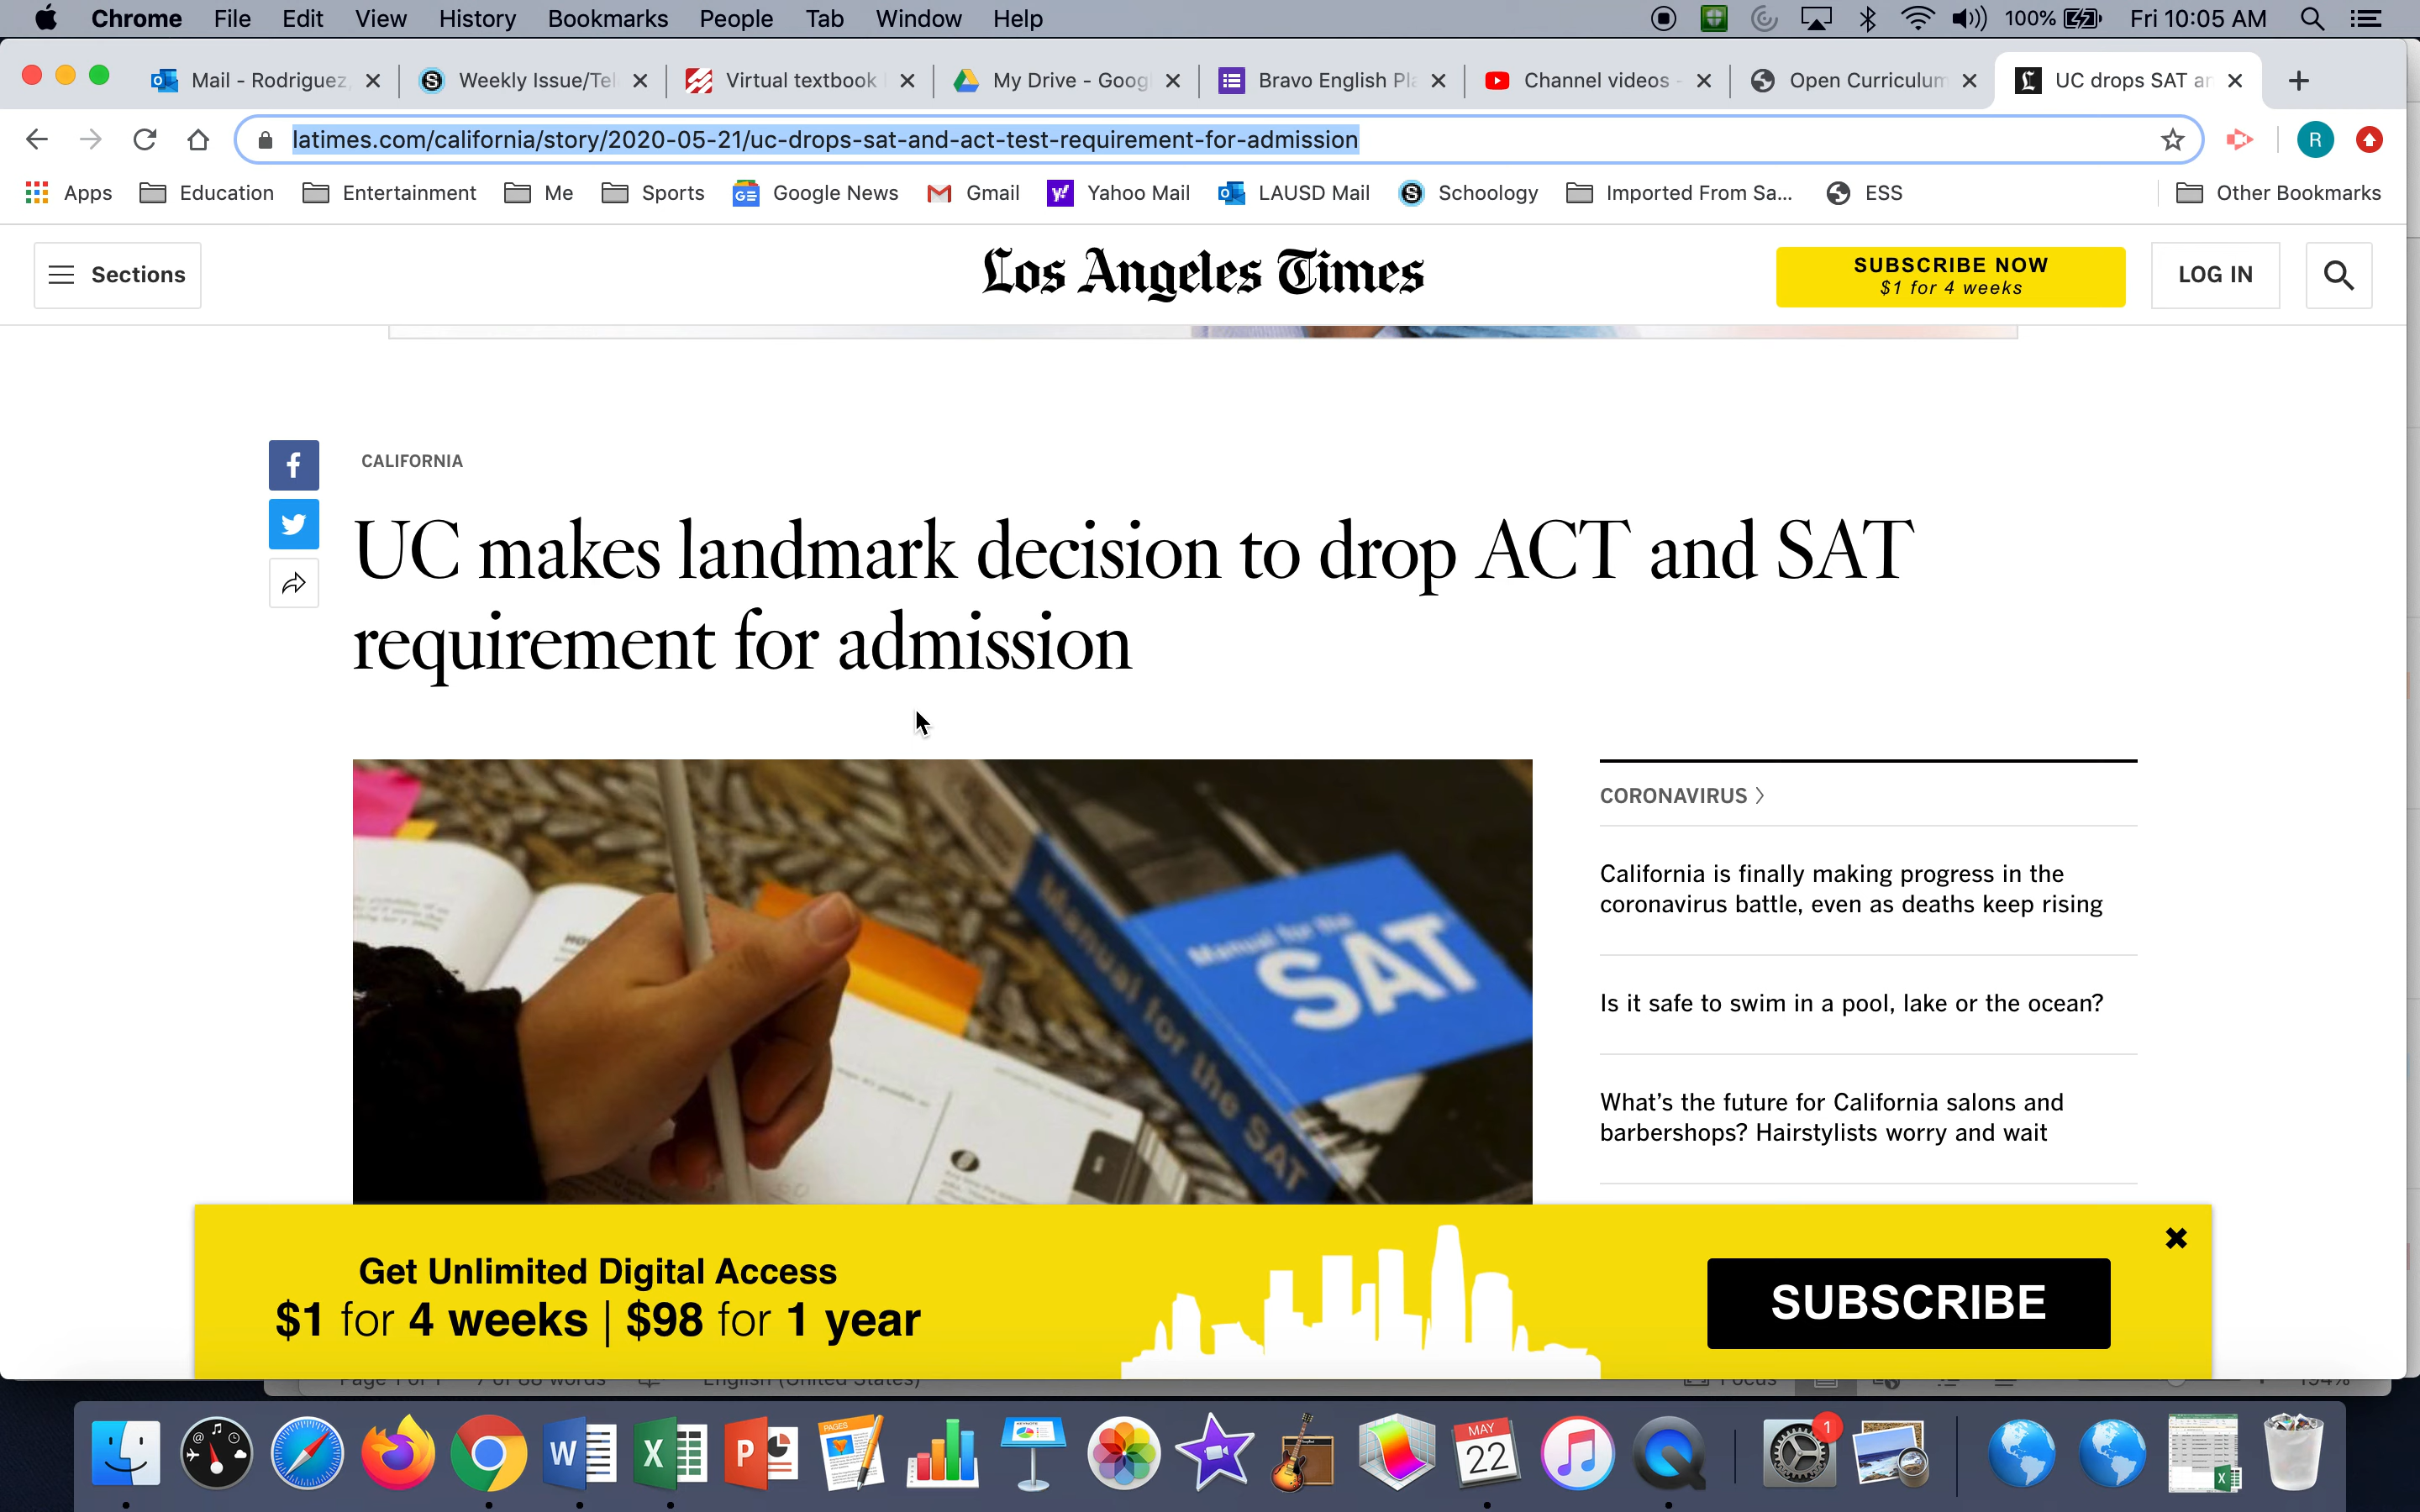 Chrome File Edit View History Bookmarks People Tab Window Help 100% Fri 10:05 AM
Mail - Rodriguez, Weekly Issue/Tel Virtual textbook My Drive - Goog Bravo English Pla Channel videos - Open Curriculum UC drops SAT an
latimes.com/california/story/2020-05-21/uc-drops-sat-and-act-test-requirement-for-admission R
Apps Education Entertainment Me Sports Google News Gmail Yahoo Mail LAUSD Mail Schoology Imported From Sa... ESS Other Bookmarks
Sections
Los Angeles Times
SUBSCRIBE NOW
$1 for 4 weeks
LOG IN
CALIFORNIA
UC makes landmark decision to drop ACT and SAT
requirement for admission
Manual for the
SAT
Manual for the SAT
CORONAVIRUS >
California is finally making progress in the
coronavirus battle, even as deaths keep rising
Is it safe to swim in a pool, lake or the ocean?
What's the future for California salons and
barbershops? Hairstylists worry and wait
Get Unlimited Digital Access
$1 for 4 weeks | $98 for 1 year
SUBSCRIBE
English (United States) Focus 194%
PAGES
MAY
22
1